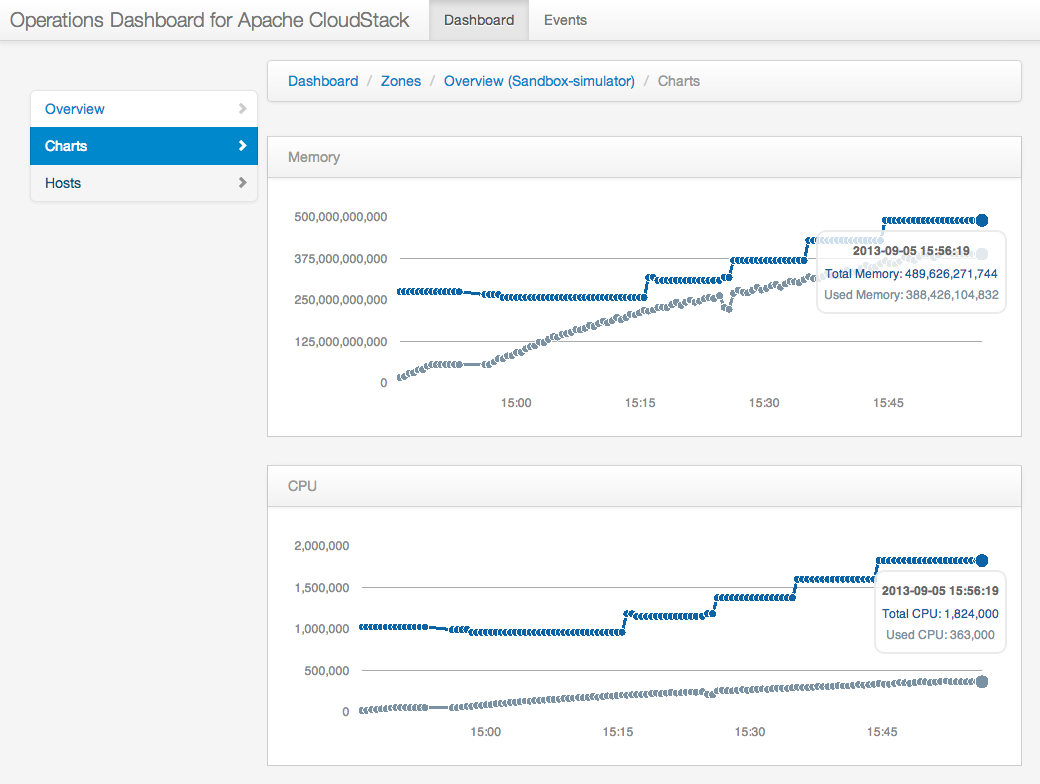 Operations Dashboard for Apache CloudStack Dashboard Events
Dashboard / Zones / Overview (Sandbox-simulator) / Charts
Overview
Charts
Hosts
Memory
500,000,000,000
375,000,000,000
250,000,000,000
125,000,000,000
0
15:00 15:15 15:30 15:45
2013-09-05 15:56:19
Total Memory: 489,626,271,744
Used Memory: 388,426,104,832
CPU
2,000,000
1,500,000
1,000,000
500,000
0
15:00 15:15 15:30 15:45
2013-09-05 15:56:19
Total CPU: 1,824,000
Used CPU: 363,000